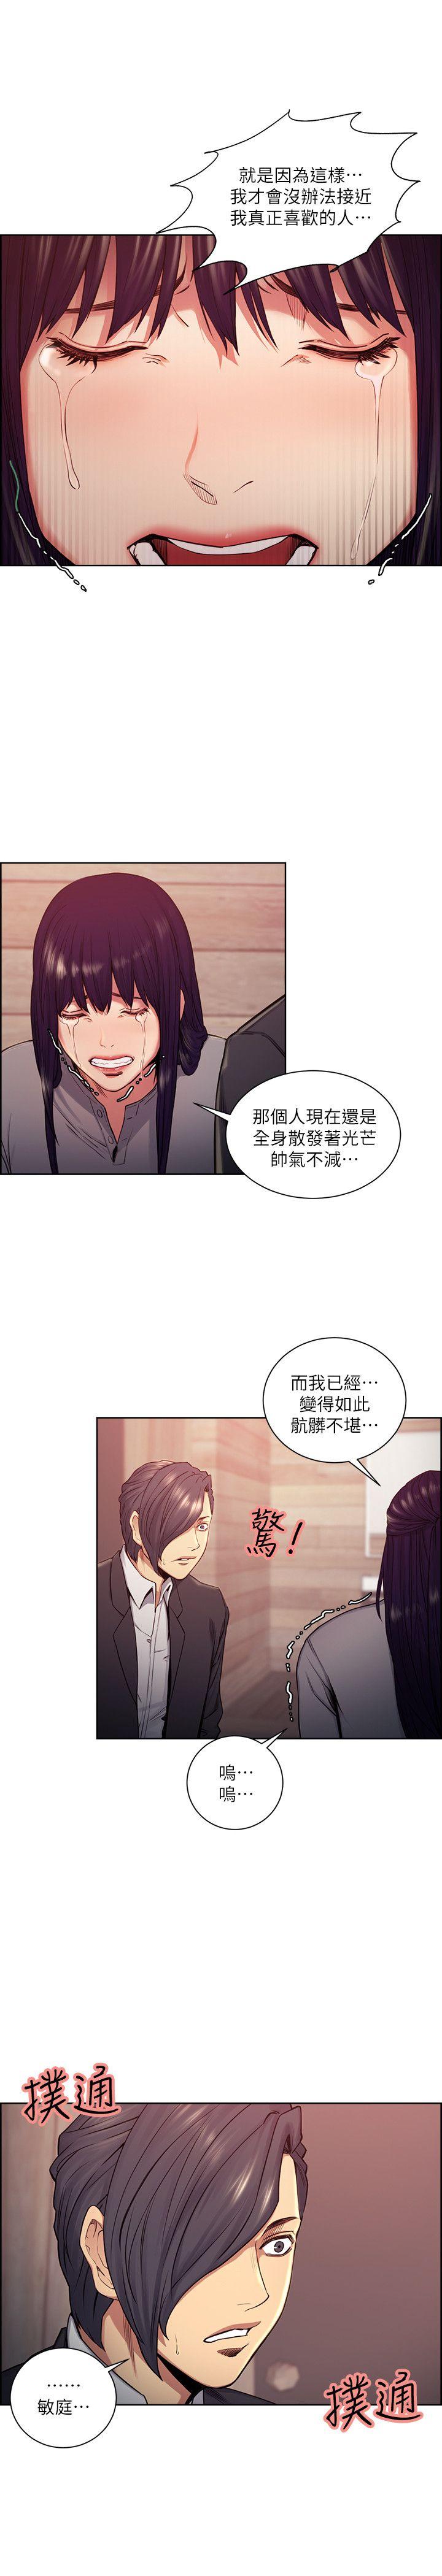 就是因為這樣…
我才會沒辦法接近
我真正喜歡的人…
那個人現在還是
全身散發著光芒
帥氣不減…
而我已經…
變得如此
骯髒不堪…
驚！
嗚…
嗚…
撲通
……
敏庭…
撲通